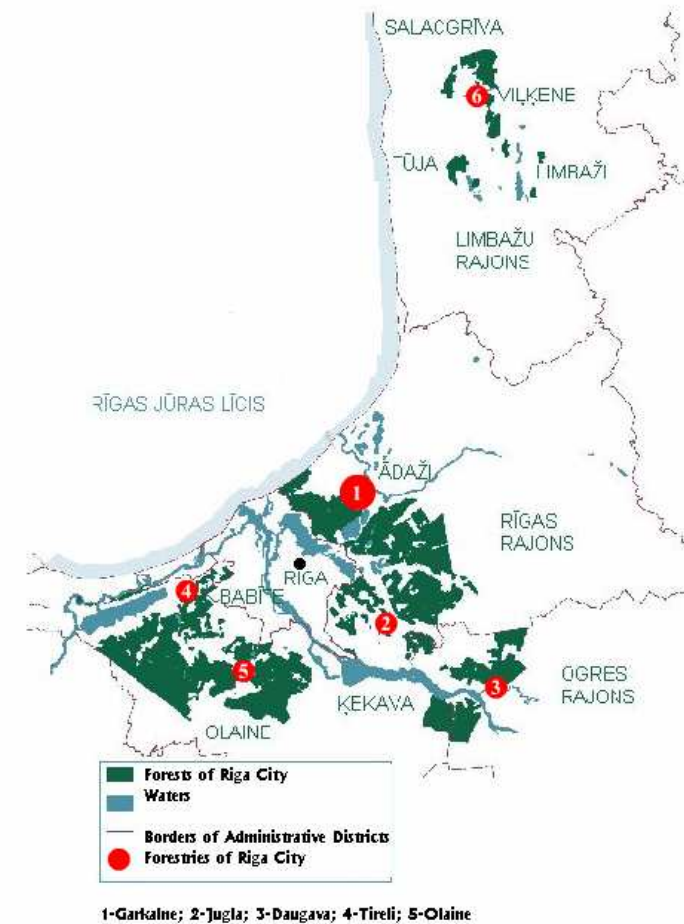 SALACGRĪVA
6
VIĻĶENE
TŪJA
LIMBAŽI
LIMBAŽU
RAJONS
RĪGAS JŪRAS LĪCIS
ĀDAŽI
1
RĪGAS
RAJONS
RĪGA
4
BABĪTE
2
5
3
OGRES
RAJONS
ĶEKAVA
OLAINE
Forests of Riga City
Waters
Borders of Administrative Districts
Forestries of Riga City
1-Garkalne; 2-Jugla; 3-Daugava; 4-Tireli; 5-Olaine